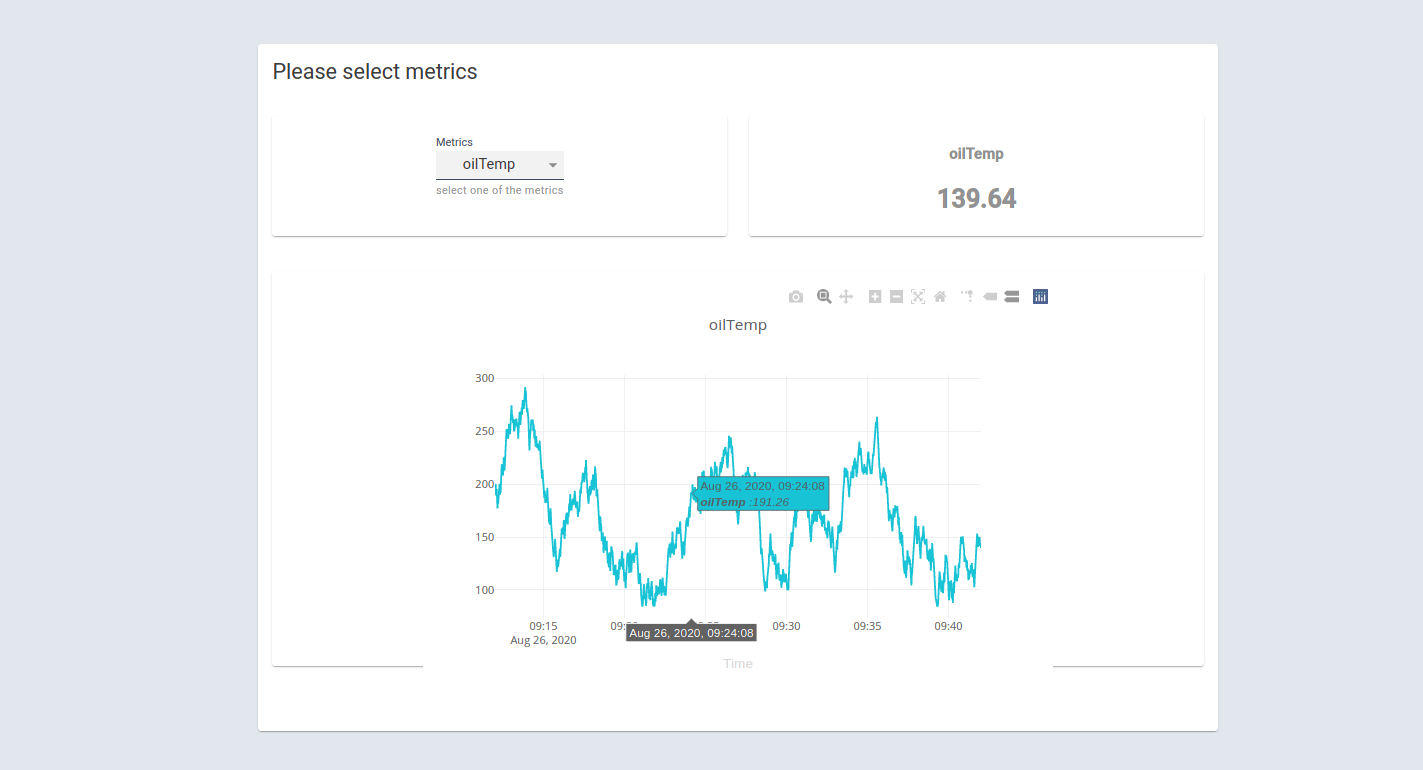 Please select metrics
Metrics
oilTemp
select one of the metrics
oilTemp
139.64
oilTemp
300
250
200
150
100
Aug 26, 2020, 09:24:08
oilTemp :191.26
09:15
09:30
09:35
09:40
Aug 26, 2020
Aug 26, 2020, 09:24:08
Time